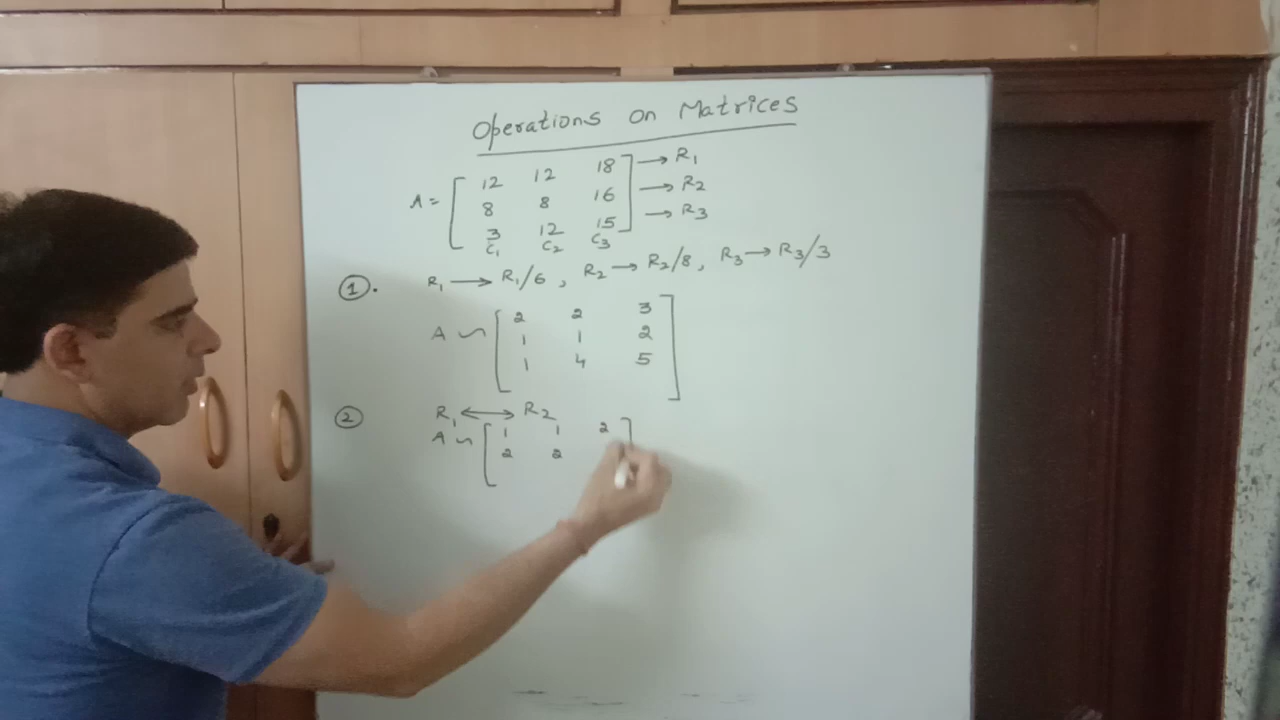 Operations on Matrices
12 12 18 → R1
A = 8 8 16 → R2
3 12 15 → R3
C1 C2 C3
①. R1 → R1/6 , R2 → R2/8, R3 → R3/3
2 2 3
A ~ 1 1 2
1 4 5
② R1 ↔ R2
A ~ 1 1 2
2 2